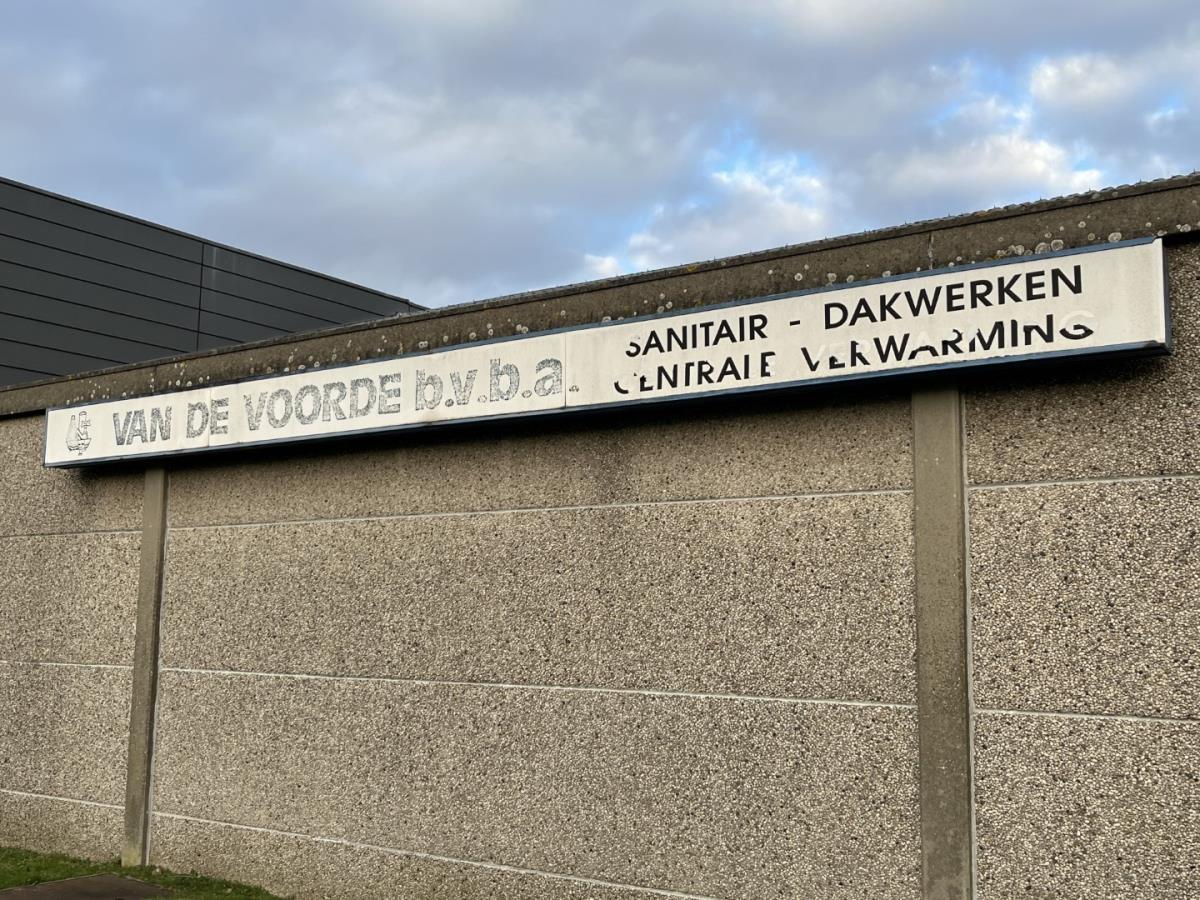 VAN DE VOORDE b.v.b.a.
SANITAIR - DAKWERKEN
CENTRALE VERWARMING